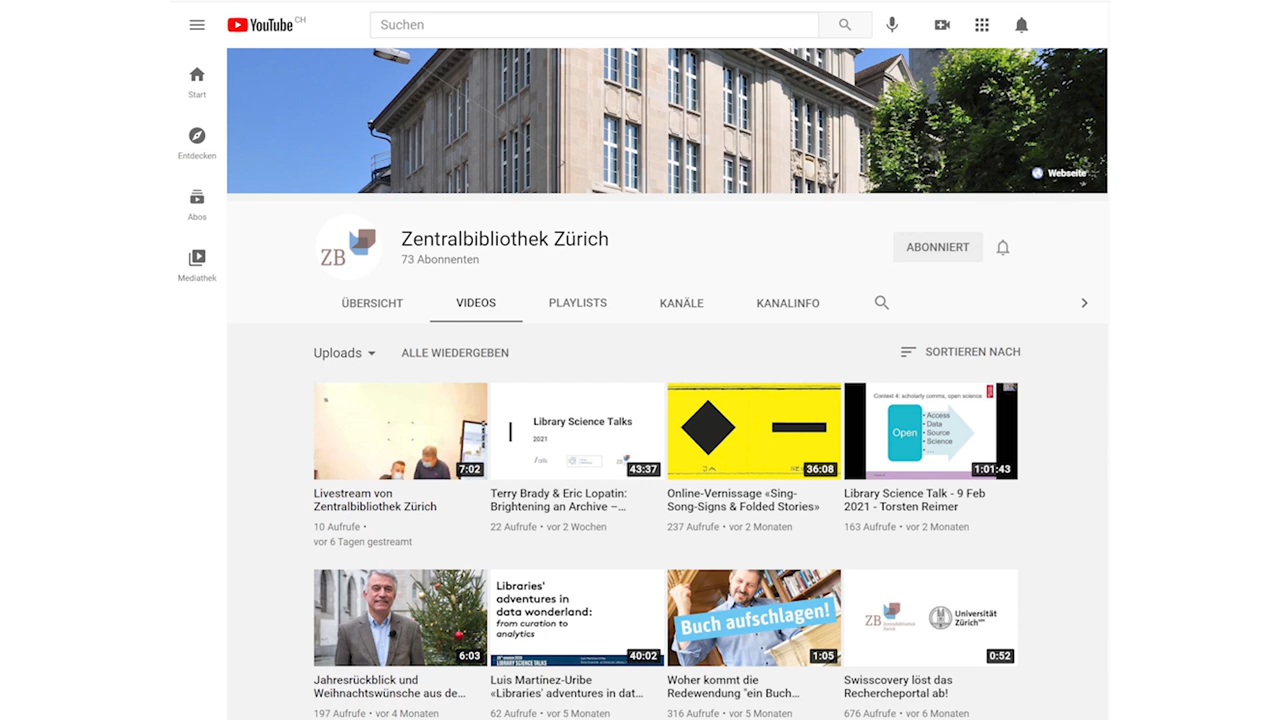 YouTube CH
Suchen
Start
Entdecken
Abos
Mediathek
Webseite
ZB
Zentralbibliothek Zürich
73 Abonnenten
ABONNIERT
ÜBERSICHT
VIDEOS
PLAYLISTS
KANÄLE
KANALINFO
Uploads
ALLE WIEDERGEBEN
SORTIEREN NACH
7:02
Library Science Talks
2021
43:37
36:08
Context 4: scholarly comms, open science
Open
• Access
• Data
• Source
• Science
1:01:43
Livestream von
Zentralbibliothek Zürich
10 Aufrufe •
vor 6 Tagen gestreamt
Terry Brady & Eric Lopatin:
Brightening an Archive –...
22 Aufrufe • vor 2 Wochen
Online-Vernissage «Sing-
Song-Signs & Folded Stories»
237 Aufrufe • vor 2 Monaten
Library Science Talk - 9 Feb
2021 - Torsten Reimer
163 Aufrufe • vor 2 Monaten
6:03
Libraries'
adventures in
data wonderland:
from curation to
analytics
LIBRARY SCIENCE TALKS
40:02
Buch aufschlagen!
1:05
ZB Zentralbibliothek
Zürich
Universität
Zürich
0:52
Jahresrückblick und
Weihnachtswünsche aus de...
197 Aufrufe • vor 4 Monaten
Luis Martínez-Uribe
«Libraries' adventures in dat...
62 Aufrufe • vor 5 Monaten
Woher kommt die
Redewendung "ein Buch...
316 Aufrufe • vor 5 Monaten
Swisscovery löst das
Rechercheportal ab!
676 Aufrufe • vor 6 Monaten